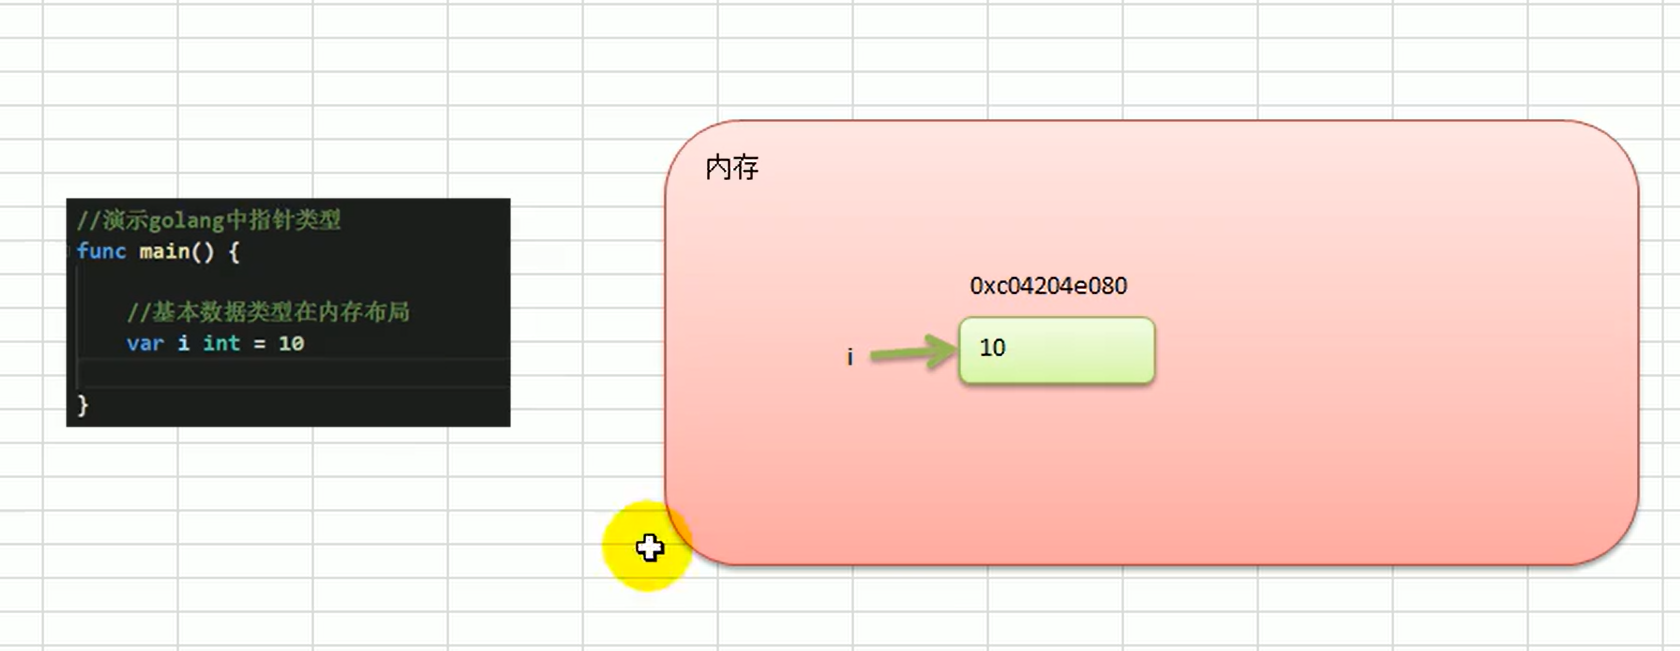 //演示golang中指针类型
func main() {
//基本数据类型在内存布局
var i int = 10
}
内存
0xc04204e080
i
10